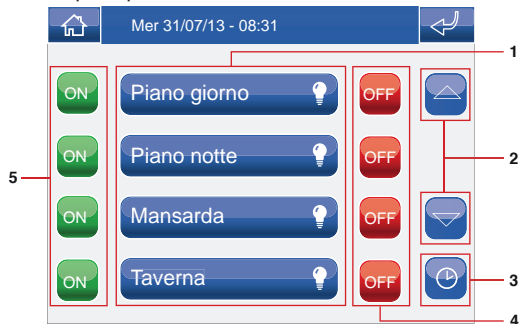 Mer 31/07/13 - 08:31
1
ON Piano giorno OFF
ON Piano notte OFF
2
5
ON Mansarda OFF
ON Taverna OFF
3
4